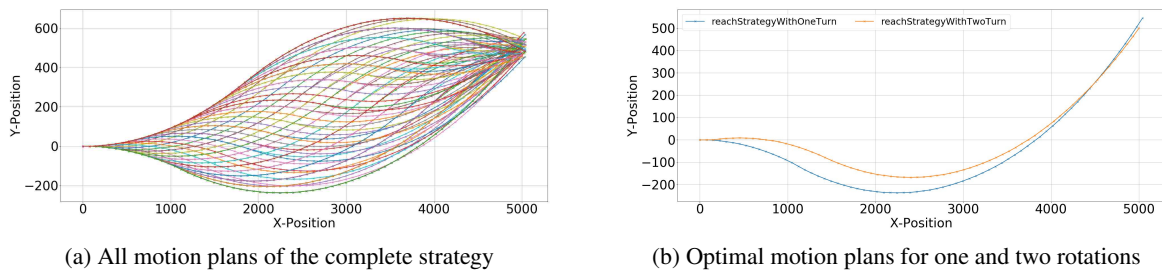 600
400
200
0
−200
Y-Position
0 1000 2000 3000 4000 5000
X-Position
(a) All motion plans of the complete strategy
reachStrategyWithOneTurn reachStrategyWithTwoTurn
500
400
300
200
100
0
−100
−200
Y-Position
0 1000 2000 3000 4000 5000
X-Position
(b) Optimal motion plans for one and two rotations